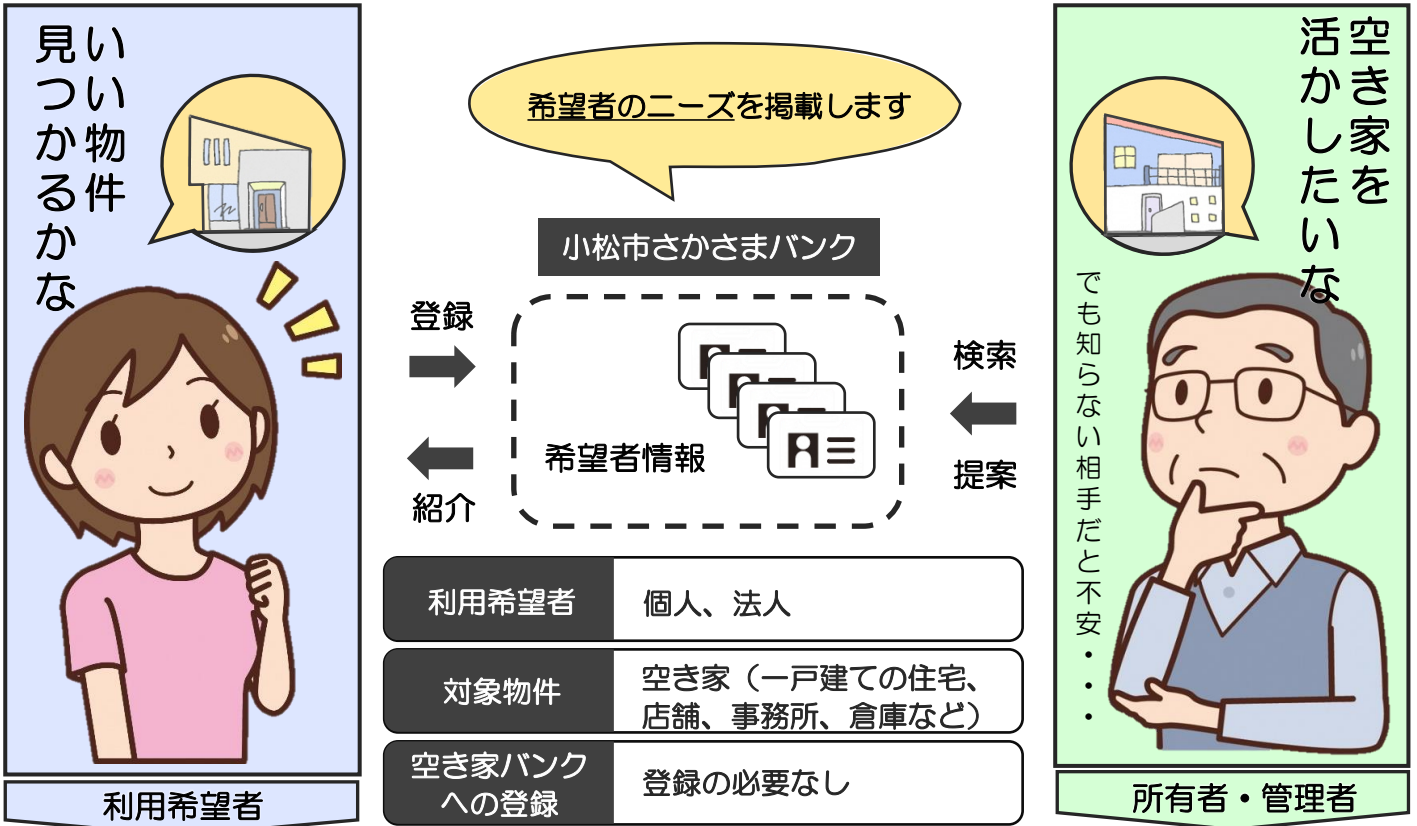 いい物件
見つかるかな
利用希望者
希望者のニーズを掲載します
小松市さかさまバンク
登録
紹介
希望者情報
検索
提案
利用希望者
個人、法人
対象物件
空き家（一戸建ての住宅、
店舗、事務所、倉庫など）
空き家バンク
への登録
登録の必要なし
空き家を
活かしたいな
でも知らない相手だと不安・・・
所有者・管理者